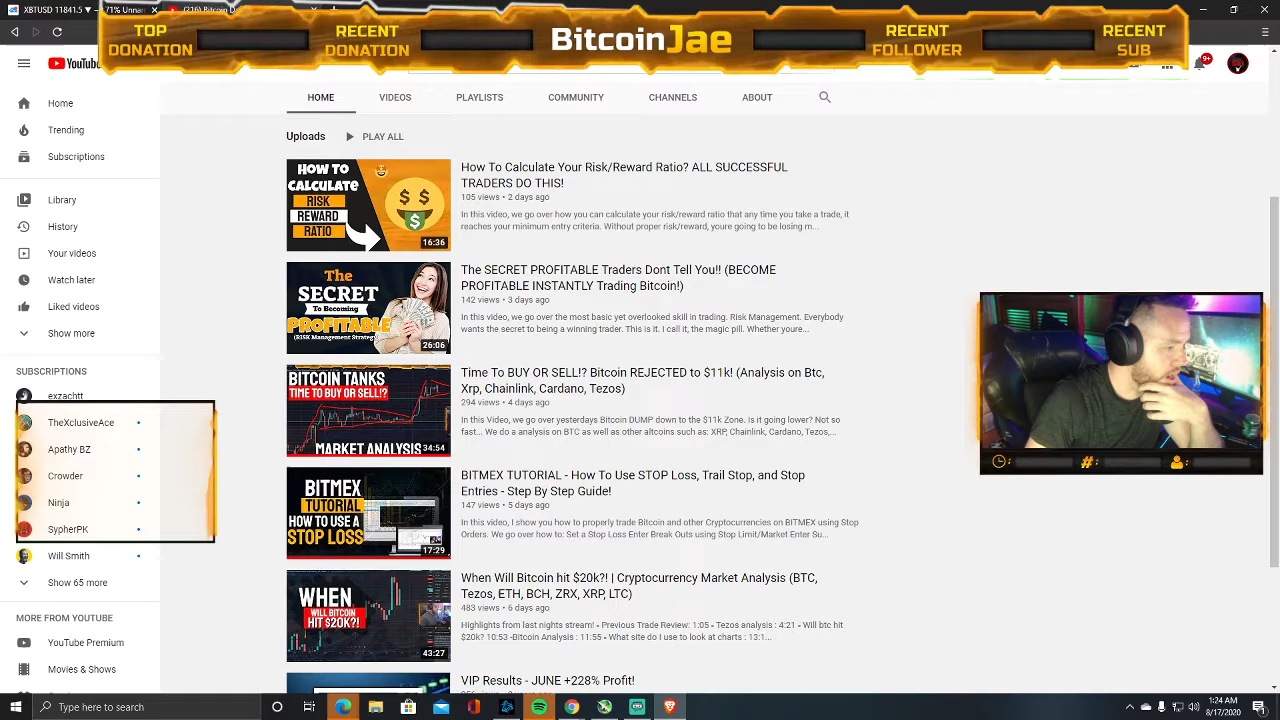 XBTUSD 11841.5
TOP DONATION
RECENT DONATION
BitcoinJae
RECENT FOLLOWER
RECENT SUB
YouTube
9+
HOME VIDEOS PLAYLISTS COMMUNITY CHANNELS ABOUT
Home
Trending
Subscriptions
Library
History
Your videos
Watch later
Liked videos
Show more
SUBSCRIPTIONS
exzachtt
TheXclusiveAce
Apathy BZ
Crowder
Ninja
SypherPK
Will Smith
Show 65 more
MORE FROM YOUTUBE
YouTube Premium
Movies & Shows
Uploads PLAY ALL
HOW TO
CALCULATE
RISK
REWARD
RATIO
16:36
How To Calculate Your Risk/Reward Ratio? ALL SUCCESSFUL
TRADERS DO THIS!
105 views • 2 days ago
In this video, we go over how you can calculate your risk/reward ratio that any time you take a trade, it
reaches your minimum entry criteria. Without proper risk/reward, youre going to be losing m...
The
SECRET
To Becoming
PROFITABLE
(RISK Management Strategy)
26:06
The SECRET PROFITABLE Traders Dont Tell You!! (BECOME
PROFITABLE INSTANTLY Trading Bitcoin!)
142 views • 3 days ago
In this video, we go over the most basic yet overlooked skill in trading. Risk Management. Everybody
wants the secret to being a winning trader. This is it. I call it, the magic pill. Whether youre...
BITCOIN TANKS
TIME TO BUY OR SELL!?
MARKET ANALYSIS
34:54
Time To BUY OR SELL!? Bitcoin REJECTED to $11k! (Analysis on Btc,
Xrp, Chainlink, Cardano, Tezos)
294 views • 4 days ago
In this Video, we go over yesterdays Bitcoin DUMP down to the $11k Zone. Is it going lower? Not so
fast... We do a analysis on BTC as well as other altcoins such as: XRP Chainlink, Cardano, Tezos,...
BITMEX
TUTORIAL
HOW TO USE A
STOP LOSS
17:29
BITMEX TUTORIAL - How To Use STOP Loss, Trail Stop, and Stop
Entries - Step By Step Guide!
147 views • 5 days ago
In this video, I show you how to properly trade Bitcoin and other Cryptocurrencies on BITMEX using Stop
Orders. We go over how to: Set a Stop Loss Enter Break Outs using Stop Limit/Market Enter Su...
WHEN
WILL BITCOIN
HIT $20K?!
43:27
When Will Bitcoin hit $20k?! Cryptocurrency Market Analysis (BTC,
Tezos, ETH, BCH, ZRX, XRP, LTC)
483 views • 6 days ago
Highlights from last nights stream! - Previous Trade Review: 1:05 - Tezos analysis : 4:21 - Will btc hit
$20k? 10:53 -Bitcoin Analysis : 11:55 - What site do I use to look at charts :
VIP Results - JUNE +228% Profit!
# :
Type here to search
1:24 AM
8/17/2020